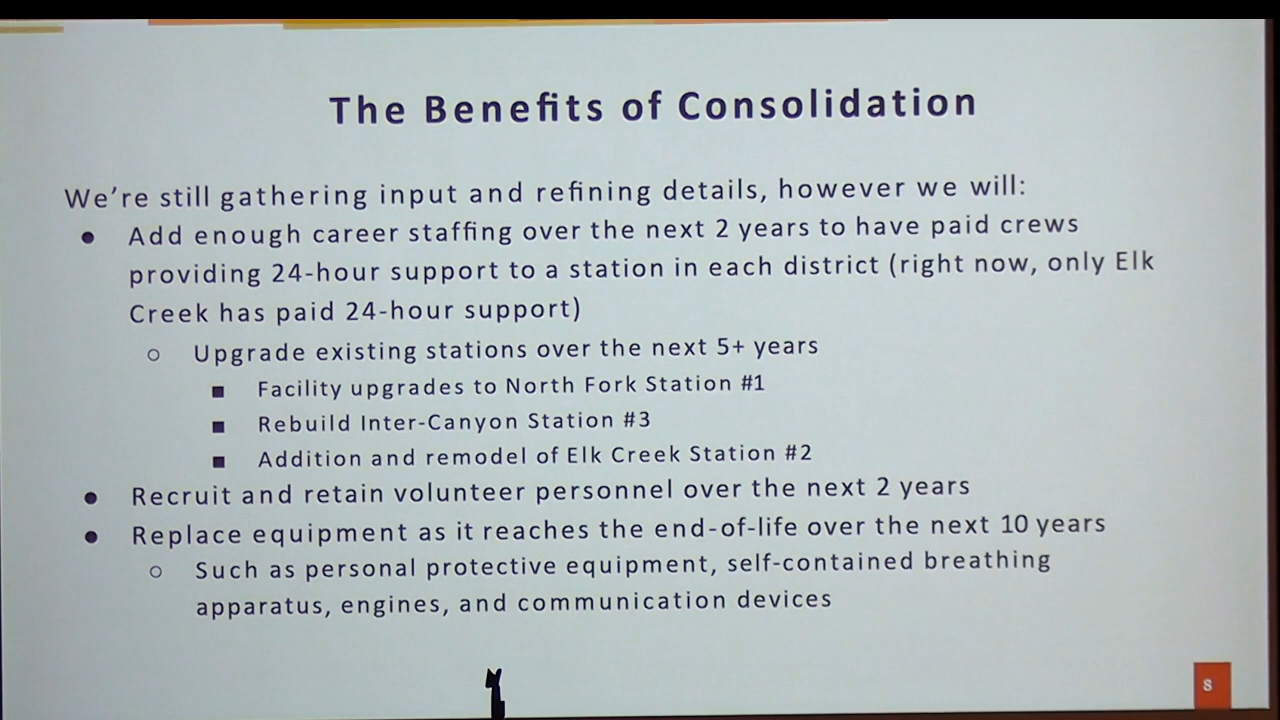 The Benefits of Consolidation
We're still gathering input and refining details, however we will:
● Add enough career staffing over the next 2 years to have paid crews
providing 24-hour support to a station in each district (right now, only Elk
Creek has paid 24-hour support)
○ Upgrade existing stations over the next 5+ years
■ Facility upgrades to North Fork Station #1
■ Rebuild Inter-Canyon Station #3
■ Addition and remodel of Elk Creek Station #2
● Recruit and retain volunteer personnel over the next 2 years
● Replace equipment as it reaches the end-of-life over the next 10 years
○ Such as personal protective equipment, self-contained breathing
apparatus, engines, and communication devices
8